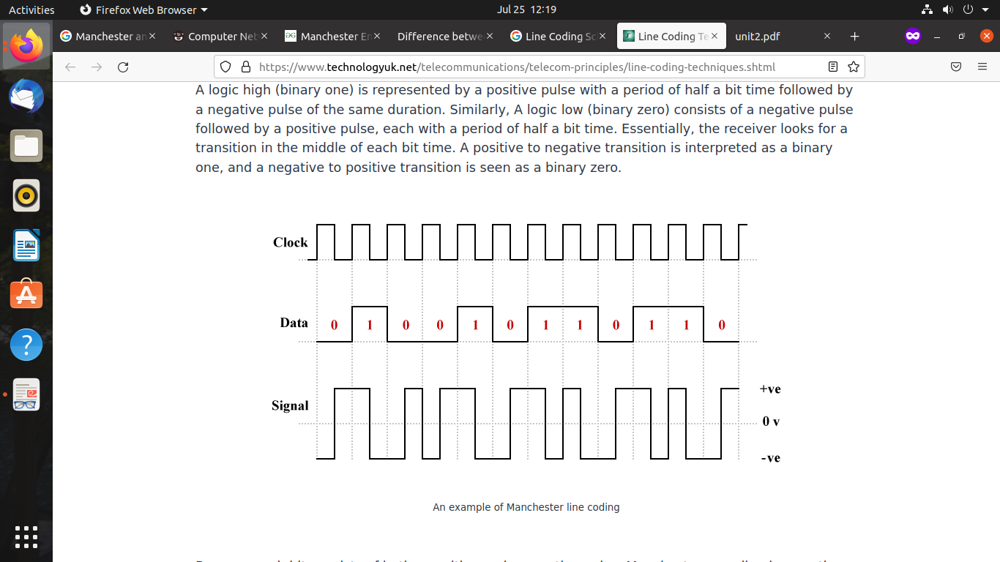 Activities
Firefox Web Browser
Jul 25 12:19
Manchester an
Computer Net
Manchester En
Difference betwe
Line Coding Sc
Line Coding Te
unit2.pdf
https://www.technologyuk.net/telecommunications/telecom-principles/line-coding-techniques.shtml
A logic high (binary one) is represented by a positive pulse with a period of half a bit time followed by
a negative pulse of the same duration. Similarly, A logic low (binary zero) consists of a negative pulse
followed by a positive pulse, each with a period of half a bit time. Essentially, the receiver looks for a
transition in the middle of each bit time. A positive to negative transition is interpreted as a binary
one, and a negative to positive transition is seen as a binary zero.
Clock
Data 0 1 0 0 1 0 1 1 0 1 1 0
+ve
Signal
0 v
-ve
An example of Manchester line coding